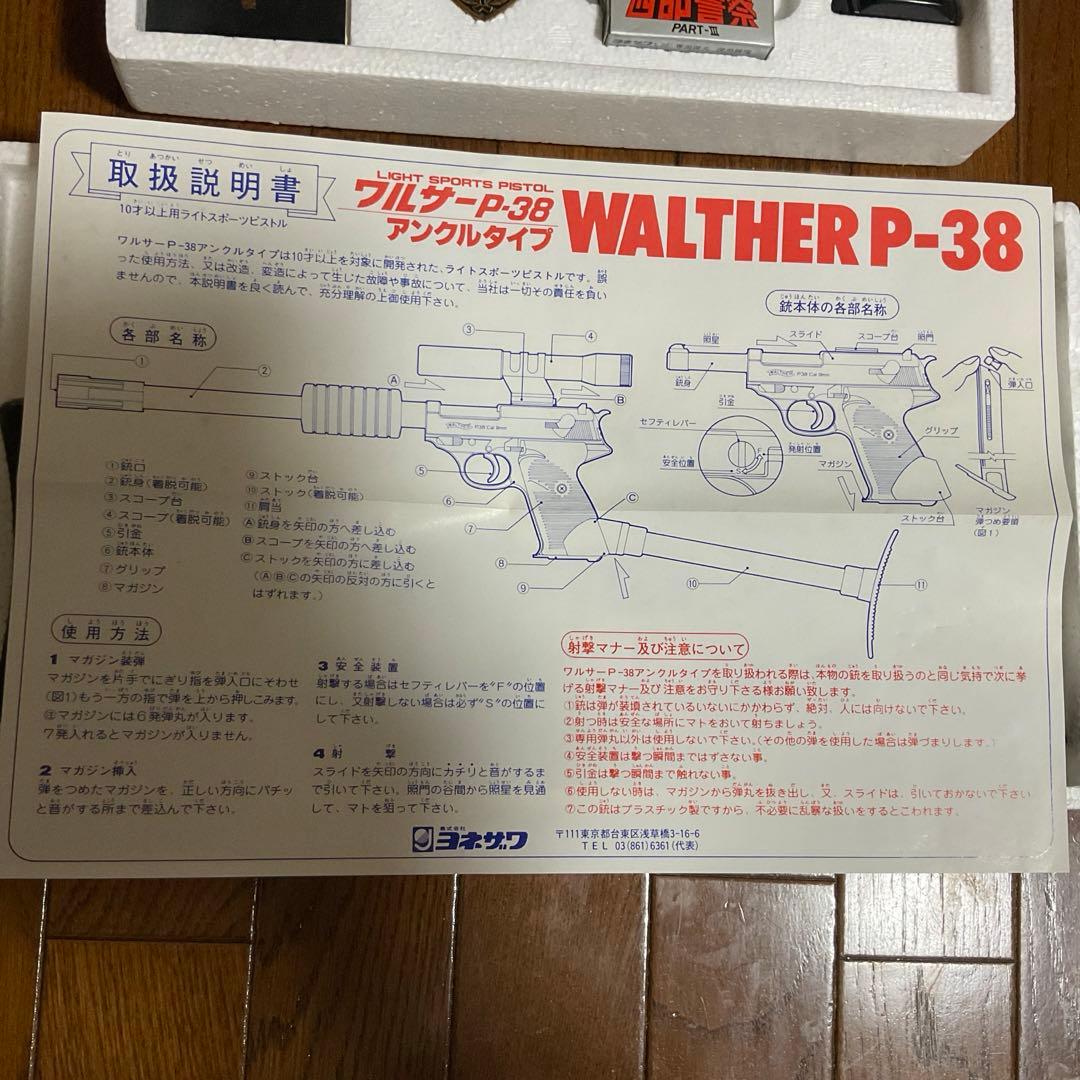 西部警察
PART-III
取扱説明書
10才以上用ライトスポーツピストル
LIGHT SPORTS PISTOL
ワルサーP-38
アンクルタイプ
WALTHER P-38
ワルサーP-38アンクルタイプは10才以上を対象に開発された、ライトスポーツピストルです。誤
った使用方法、又は改造、変造によって生じた故障や事故について、当社は一切その責任を負い
ませんので、本説明書を良く読んで、充分理解の上御使用下さい。
各部名称
① ② ③ ④
Ⓐ Ⓑ
⑤ ⑥ ⑦ Ⓒ
⑧ ⑨ ⑩ ⑪
WALTHER P38 Cal 9mm
①銃口
②銃身(着脱可能)
③スコープ台
④スコープ(着脱可能)
⑤引金
⑥銃本体
⑦グリップ
⑧マガジン
⑨ストック台
⑩ストック(着脱可能)
⑪肩当
Ⓐ銃身を矢印の方へ差し込む
Ⓑスコープを矢印の方へ差し込む
Ⓒストックを矢印の方に差し込む
(ⒶⒷⒸの矢印の反対の方に引くと
はずれます。)
銃本体の各部名称
照星
スライド
スコープ台
照門
銃身
WALTHER P38 Cal 9mm
引金
セフティレバー
安全位置
S
F
発射位置
マガジン
グリップ
ストック台
弾入口
マガジン
弾つめ要領
(図1)
使用方法
1 マガジン装弾
マガジンを片手でにぎり指を弾入口にそわせ
(図1)もう一方の指で弾を上から押しこみます。
㊟マガジンには6発弾丸が入ります。
7発入れるとマガジンが入りません。
2 マガジン挿入
弾をつめたマガジンを、正しい方向にパチッ
と音がする所まで差込んで下さい。
3 安全装置
射撃する場合はセフティレバーを"F"の位置
にし、又射撃しない場合は必ず"S"の位置に
して下さい。
4 射撃
スライドを矢印の方向にカチリと音がするま
で引いて下さい。照門の谷間から照星を見通
して、マトを狙って下さい。
射撃マナー及び注意について
ワルサーP-38アンクルタイプを取り扱われる際は、本物の銃を取り扱うのと同じ気持で次に挙
げる射撃マナー及び注意をお守り下さる様お願い致します。
①銃は弾が装填されているいないにかかわらず、絶対、人には向けないで下さい。
②射つ時は安全な場所にマトをおいて射ちましょう。
③専用弾丸以外は使用しないで下さい。(その他の弾を使用した場合は弾づまりします。)
④安全装置は撃つ瞬間まではずさない事。
⑤引金は撃つ瞬間まで触れない事。
⑥使用しない時は、マガジンから弾丸を抜き出し、又、スライドは、引いておかないで下さい
⑦この銃はプラスチック製ですから、不必要に乱暴な扱いをするとこわれます。
株式会社
ヨネザワ
〒111東京都台東区浅草橋3-16-6
TEL 03(861)6361(代表)